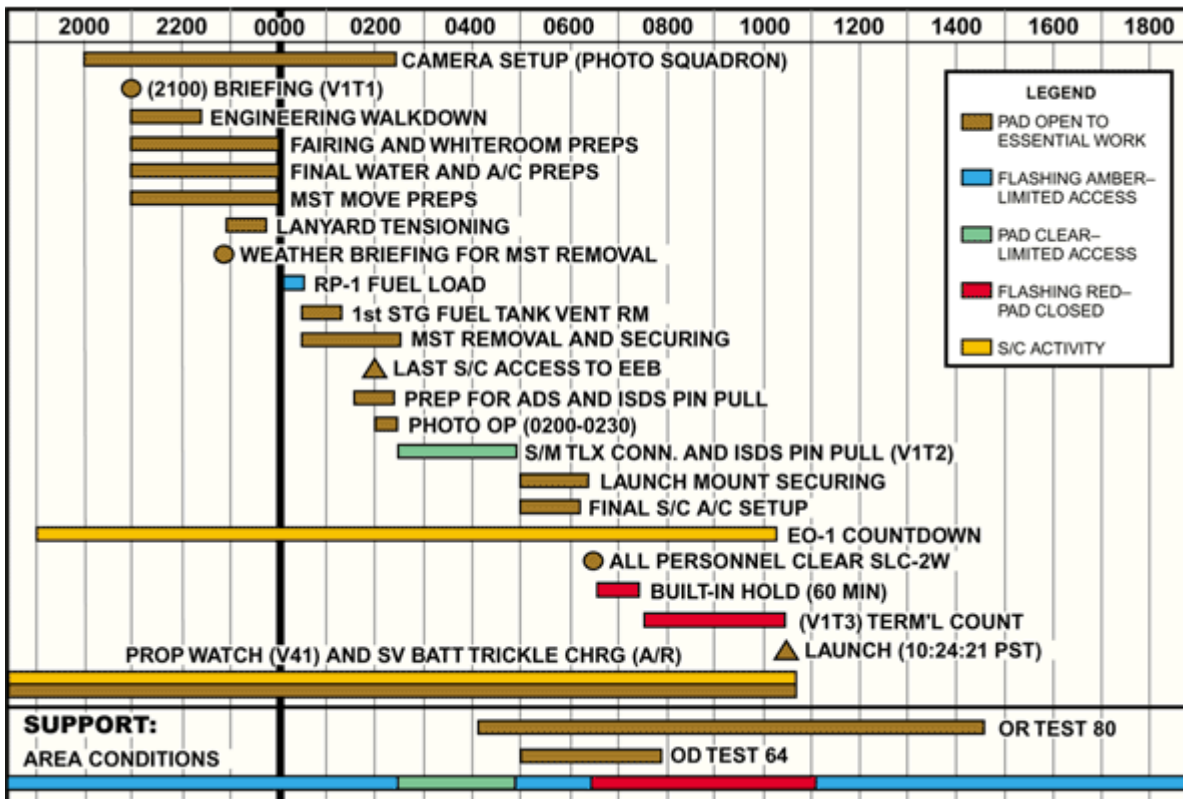 2000 2200 0000 0200 0400 0600 0800 1000 1200 1400 1600 1800
CAMERA SETUP (PHOTO SQUADRON)
(2100) BRIEFING (V1T1)
ENGINEERING WALKDOWN
FAIRING AND WHITEROOM PREPS
FINAL WATER AND A/C PREPS
MST MOVE PREPS
LANYARD TENSIONING
WEATHER BRIEFING FOR MST REMOVAL
RP-1 FUEL LOAD
1st STG FUEL TANK VENT RM
MST REMOVAL AND SECURING
LAST S/C ACCESS TO EEB
PREP FOR ADS AND ISDS PIN PULL
PHOTO OP (0200-0230)
S/M TLX CONN. AND ISDS PIN PULL (V1T2)
LAUNCH MOUNT SECURING
FINAL S/C A/C SETUP
EO-1 COUNTDOWN
ALL PERSONNEL CLEAR SLC-2W
BUILT-IN HOLD (60 MIN)
(V1T3) TERM'L COUNT
LAUNCH (10:24:21 PST)
PROP WATCH (V41) AND SV BATT TRICKLE CHRG (A/R)
LEGEND
PAD OPEN TO
ESSENTIAL WORK
FLASHING AMBER–
LIMITED ACCESS
PAD CLEAR–
LIMITED ACCESS
FLASHING RED–
PAD CLOSED
S/C ACTIVITY
SUPPORT:
OR TEST 80
OD TEST 64
AREA CONDITIONS